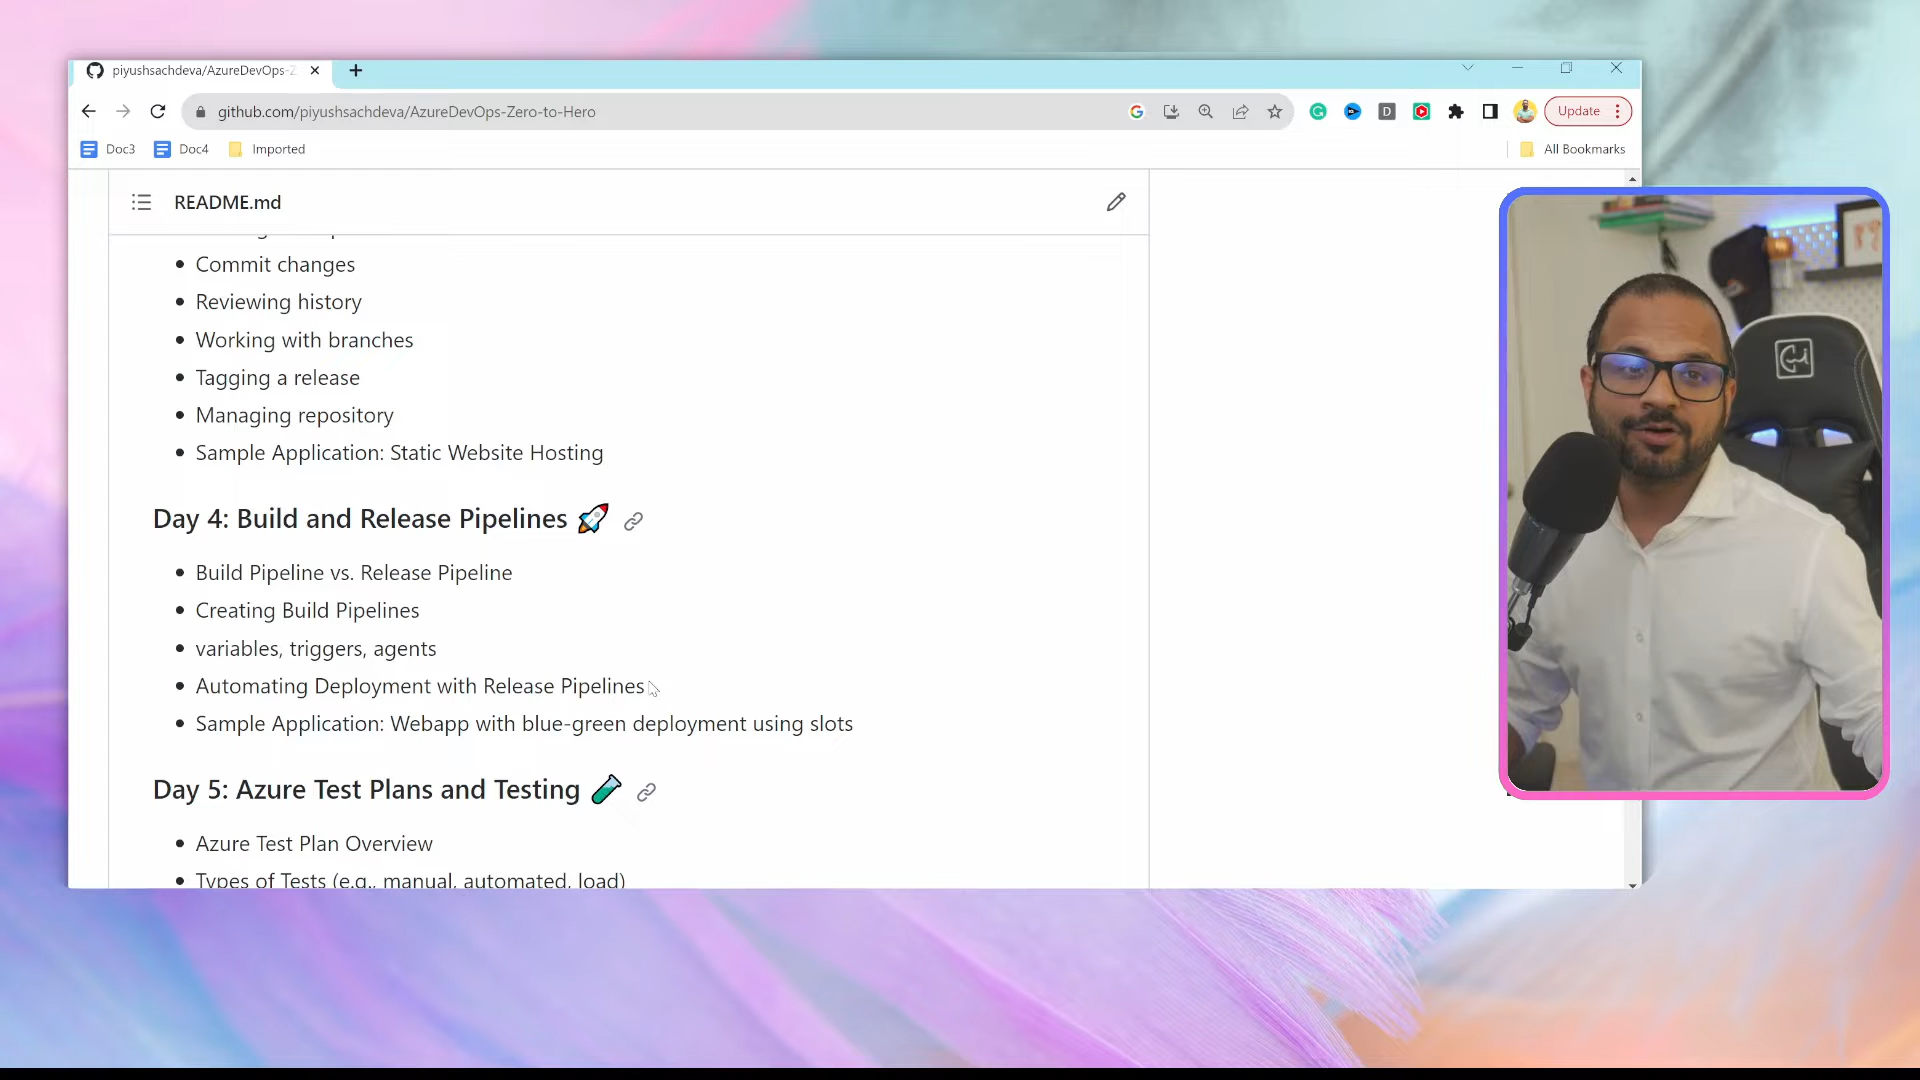 piyushsachdeva/AzureDevOps-Z
github.com/piyushsachdeva/AzureDevOps-Zero-to-Hero
Update
Doc3
Doc4
Imported
All Bookmarks
README.md
Commit changes
Reviewing history
Working with branches
Tagging a release
Managing repository
Sample Application: Static Website Hosting
Day 4: Build and Release Pipelines 🚀
Build Pipeline vs. Release Pipeline
Creating Build Pipelines
variables, triggers, agents
Automating Deployment with Release Pipelines
Sample Application: Webapp with blue-green deployment using slots
Day 5: Azure Test Plans and Testing 🧪
Azure Test Plan Overview
Types of Tests (e.g., manual, automated, load)